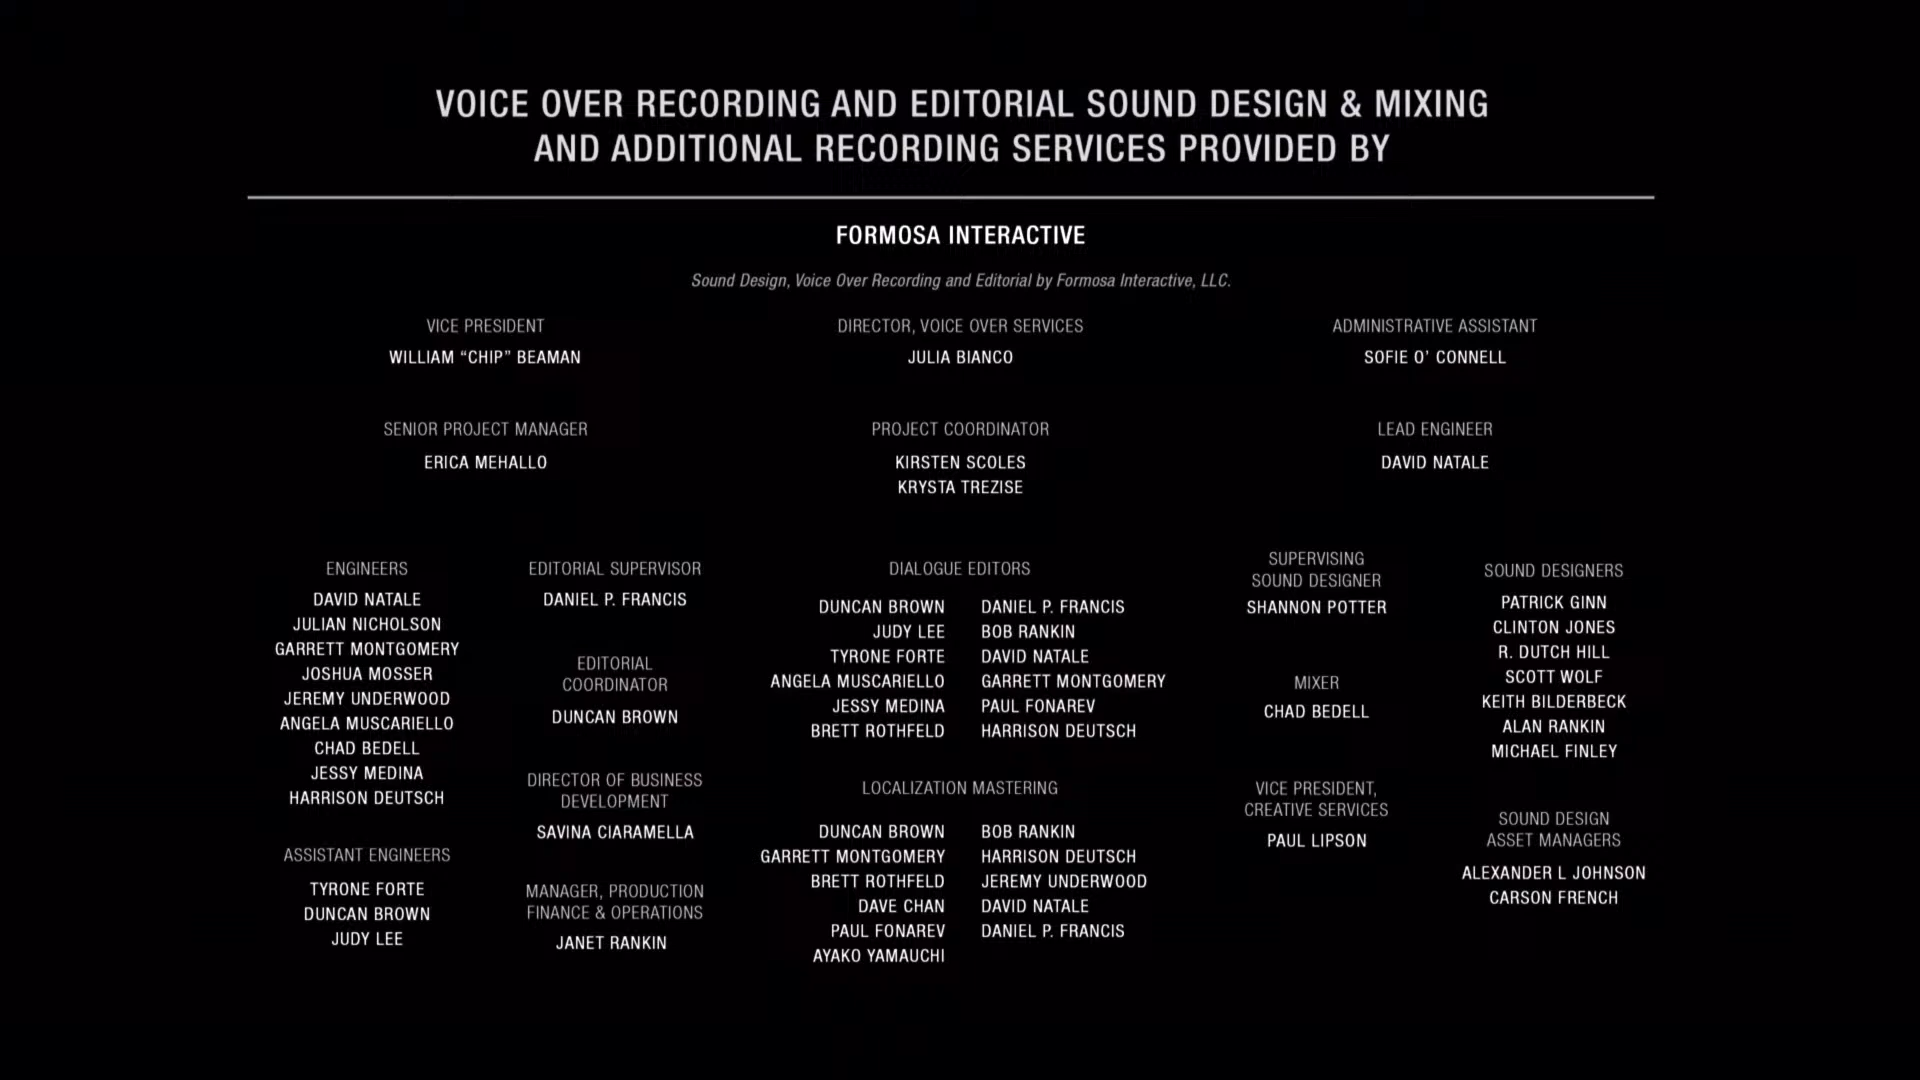 VOICE OVER RECORDING AND EDITORIAL SOUND DESIGN & MIXING
AND ADDITIONAL RECORDING SERVICES PROVIDED BY
FORMOSA INTERACTIVE
Sound Design, Voice Over Recording and Editorial by Formosa Interactive, LLC.
VICE PRESIDENT
WILLIAM “CHIP” BEAMAN
DIRECTOR, VOICE OVER SERVICES
JULIA BIANCO
ADMINISTRATIVE ASSISTANT
SOFIE O’ CONNELL
SENIOR PROJECT MANAGER
ERICA MEHALLO
PROJECT COORDINATOR
KIRSTEN SCOLES
KRYSTA TREZISE
LEAD ENGINEER
DAVID NATALE
ENGINEERS
DAVID NATALE
JULIAN NICHOLSON
GARRETT MONTGOMERY
JOSHUA MOSSER
JEREMY UNDERWOOD
ANGELA MUSCARIELLO
CHAD BEDELL
JESSY MEDINA
HARRISON DEUTSCH
ASSISTANT ENGINEERS
TYRONE FORTE
DUNCAN BROWN
JUDY LEE
EDITORIAL SUPERVISOR
DANIEL P. FRANCIS
EDITORIAL
COORDINATOR
DUNCAN BROWN
DIRECTOR OF BUSINESS
DEVELOPMENT
SAVINA CIARAMELLA
MANAGER, PRODUCTION
FINANCE & OPERATIONS
JANET RANKIN
DIALOGUE EDITORS
DUNCAN BROWN DANIEL P. FRANCIS
JUDY LEE BOB RANKIN
TYRONE FORTE DAVID NATALE
ANGELA MUSCARIELLO GARRETT MONTGOMERY
JESSY MEDINA PAUL FONAREV
BRETT ROTHFELD HARRISON DEUTSCH
LOCALIZATION MASTERING
DUNCAN BROWN BOB RANKIN
GARRETT MONTGOMERY HARRISON DEUTSCH
BRETT ROTHFELD JEREMY UNDERWOOD
DAVE CHAN DAVID NATALE
PAUL FONAREV DANIEL P. FRANCIS
AYAKO YAMAUCHI
SUPERVISING
SOUND DESIGNER
SHANNON POTTER
MIXER
CHAD BEDELL
VICE PRESIDENT,
CREATIVE SERVICES
PAUL LIPSON
SOUND DESIGNERS
PATRICK GINN
CLINTON JONES
R. DUTCH HILL
SCOTT WOLF
KEITH BILDERBECK
ALAN RANKIN
MICHAEL FINLEY
SOUND DESIGN
ASSET MANAGERS
ALEXANDER L JOHNSON
CARSON FRENCH